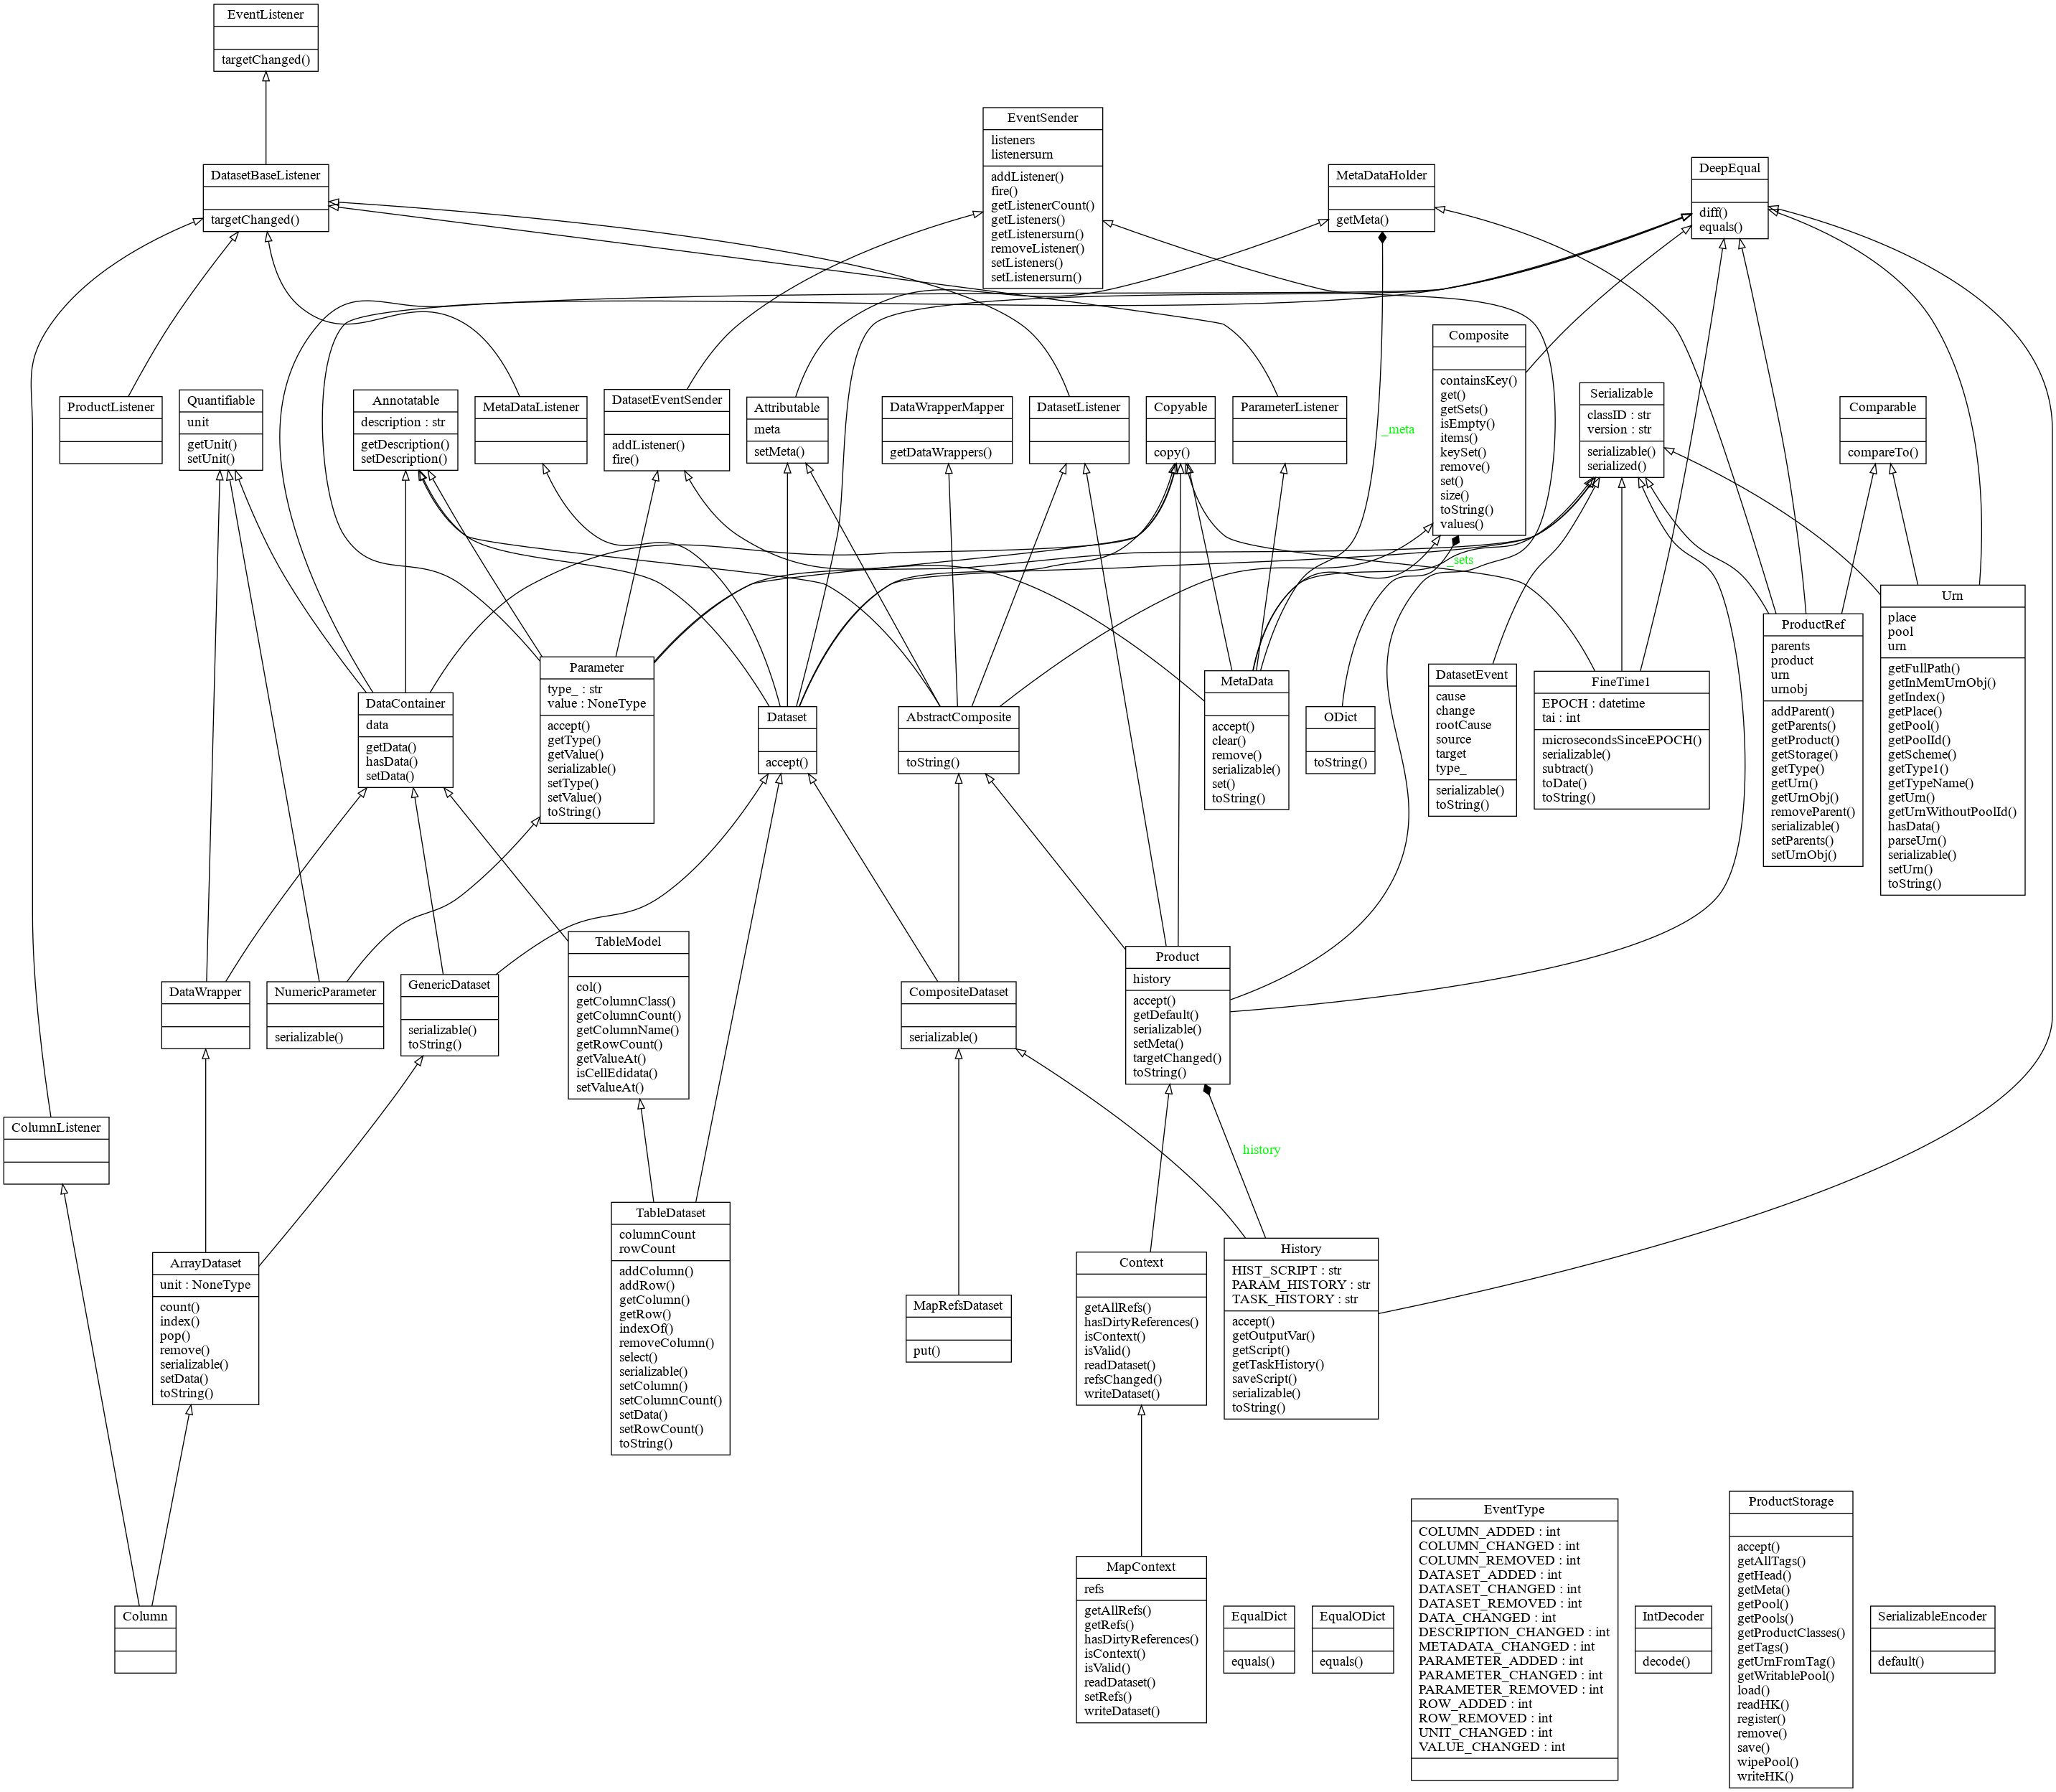 EventListener
targetChanged()
EventSender
listeners
listenersurn
addListener()
fire()
getListenerCount()
getListeners()
getListenersurn()
removeListener()
setListeners()
setListenersurn()
DatasetBaseListener
targetChanged()
MetaDataHolder
getMeta()
DeepEqual
diff()
equals()
Composite
containsKey()
get()
getSets()
isEmpty()
items()
keySet()
remove()
set()
size()
toString()
values()
ProductListener
Quantifiable
unit
getUnit()
setUnit()
Annotatable
description : str
getDescription()
setDescription()
MetaDataListener
DatasetEventSender
addListener()
fire()
Attributable
meta
setMeta()
DataWrapperMapper
getDataWrappers()
DatasetListener
Copyable
copy()
ParameterListener
_meta
Serializable
classID : str
version : str
serializable()
serialized()
Comparable
compareTo()
_sets
DataContainer
data
getData()
hasData()
setData()
Parameter
type_ : str
value : NoneType
accept()
getType()
getValue()
serializable()
setType()
setValue()
toString()
Dataset
accept()
AbstractComposite
toString()
MetaData
accept()
clear()
remove()
serializable()
set()
toString()
ODict
toString()
DatasetEvent
cause
change
rootCause
source
target
type_
serializable()
toString()
FineTime1
EPOCH : datetime
tai : int
microsecondsSinceEPOCH()
serializable()
subtract()
toDate()
toString()
ProductRef
parents
product
urn
urnobj
addParent()
getParents()
getProduct()
getStorage()
getType()
getUrn()
getUrnObj()
removeParent()
serializable()
setParents()
setUrnObj()
Urn
place
pool
urn
getFullPath()
getInMemUrnObj()
getIndex()
getPlace()
getPool()
getPoolId()
getScheme()
getType1()
getTypeName()
getUrn()
getUrnWithoutPoolId()
hasData()
parseUrn()
serializable()
setUrn()
toString()
DataWrapper
NumericParameter
serializable()
GenericDataset
serializable()
toString()
TableModel
col()
getColumnClass()
getColumnCount()
getColumnName()
getRowCount()
getValueAt()
isCellEdidata()
setValueAt()
CompositeDataset
serializable()
Product
history
accept()
getDefault()
serializable()
setMeta()
targetChanged()
toString()
history
ColumnListener
ArrayDataset
unit : NoneType
count()
index()
pop()
remove()
serializable()
setData()
toString()
TableDataset
columnCount
rowCount
addColumn()
addRow()
getColumn()
getRow()
indexOf()
removeColumn()
select()
serializable()
setColumn()
setColumnCount()
setData()
setRowCount()
toString()
MapRefsDataset
put()
Context
getAllRefs()
hasDirtyReferences()
isContext()
isValid()
readDataset()
refsChanged()
writeDataset()
History
HIST_SCRIPT : str
PARAM_HISTORY : str
TASK_HISTORY : str
accept()
getOutputVar()
getScript()
getTaskHistory()
saveScript()
serializable()
toString()
Column
MapContext
refs
getAllRefs()
getRefs()
hasDirtyReferences()
isContext()
isValid()
readDataset()
setRefs()
writeDataset()
EqualDict
equals()
EqualODict
equals()
EventType
COLUMN_ADDED : int
COLUMN_CHANGED : int
COLUMN_REMOVED : int
DATASET_ADDED : int
DATASET_CHANGED : int
DATASET_REMOVED : int
DATA_CHANGED : int
DESCRIPTION_CHANGED : int
METADATA_CHANGED : int
PARAMETER_ADDED : int
PARAMETER_CHANGED : int
PARAMETER_REMOVED : int
ROW_ADDED : int
ROW_REMOVED : int
UNIT_CHANGED : int
VALUE_CHANGED : int
IntDecoder
decode()
ProductStorage
accept()
getAllTags()
getHead()
getMeta()
getPool()
getPools()
getProductClasses()
getTags()
getUrnFromTag()
getWritablePool()
load()
readHK()
register()
remove()
save()
wipePool()
writeHK()
SerializableEncoder
default()